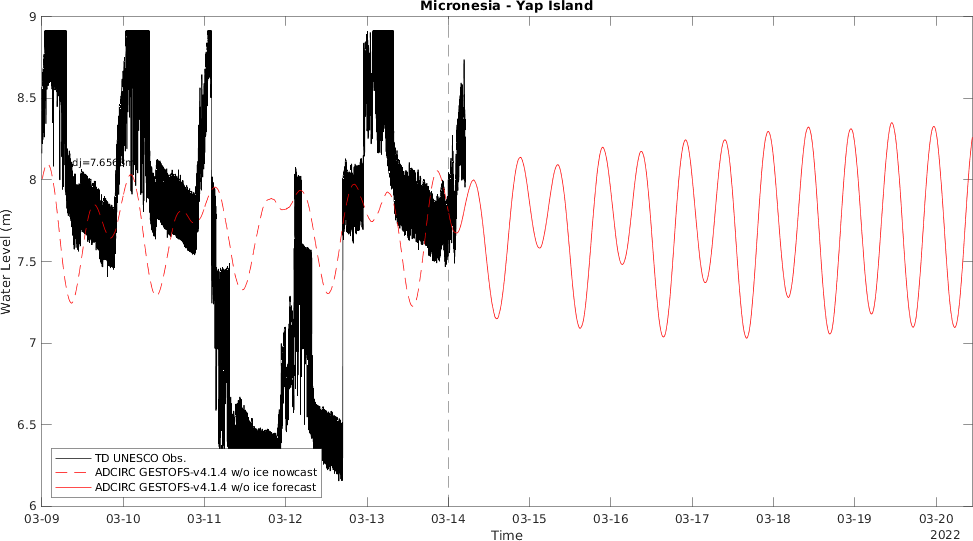 Micronesia - Yap Island
9
8.5
8
7.5
7
6.5
6
Water Level (m)
TD UNESCO Obs.
ADCIRC GESTOFS-v4.1.4 w/o ice nowcast
ADCIRC GESTOFS-v4.1.4 w/o ice forecast
03-09 03-10 03-11 03-12 03-13 03-14 03-15 03-16 03-17 03-18 03-19 03-20
Time
2022